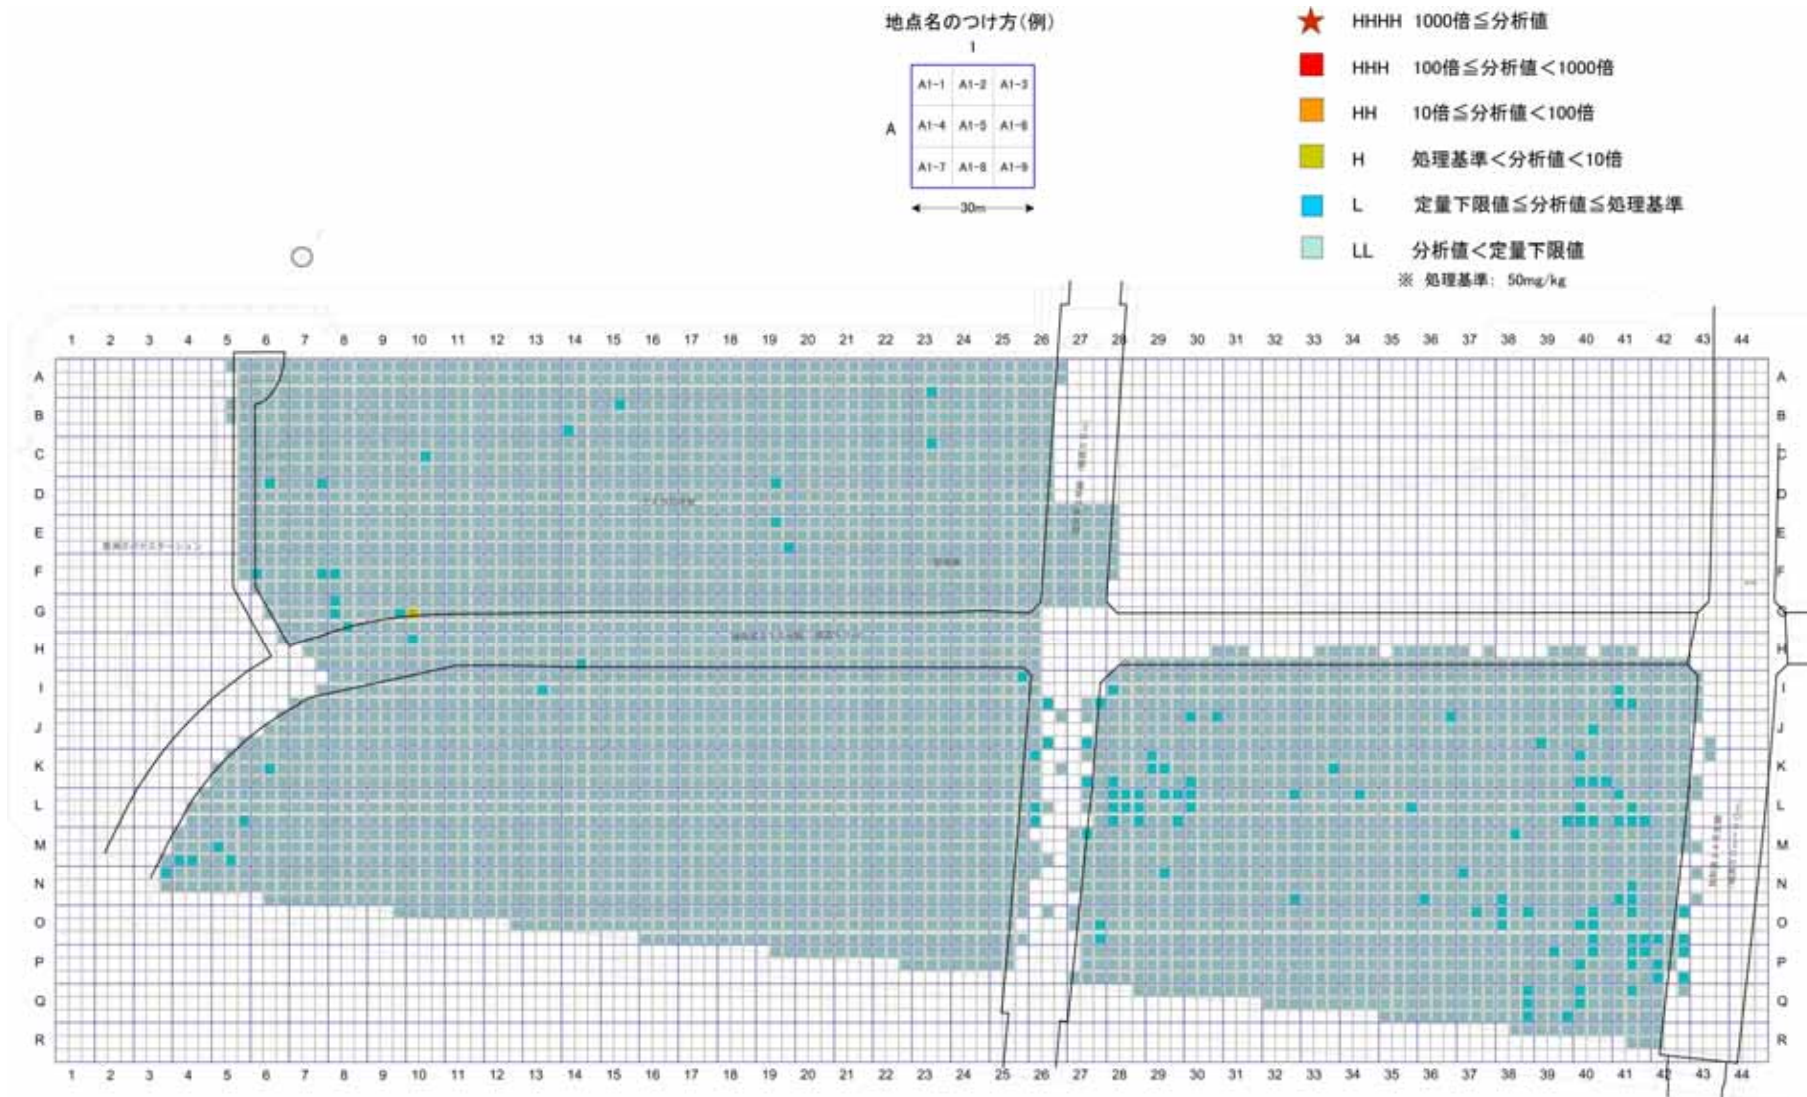 地点名のつけ方(例)
1
A1-1 A1-2 A1-3
A
A1-4 A1-5 A1-6
A1-7 A1-8 A1-9
30m
HHHH 1000倍≦分析値
HHH 100倍≦分析値<1000倍
HH 10倍≦分析値<100倍
H 処理基準<分析値<10倍
L 定量下限値≦分析値≦処理基準
LL 分析値<定量下限値
※ 処理基準: 50mg/kg
1 2 3 4 5 6 7 8 9 10 11 12 13 14 15 16 17 18 19 20 21 22 23 24 25 26 27 28 29 30 31 32 33 34 35 36 37 38 39 40 41 42 43 44
A A
B B
C C
D D
E E
F F
G G
H H
I I
J J
K K
L L
M M
N N
O O
P P
Q Q
R R
1 2 3 4 5 6 7 8 9 10 11 12 13 14 15 16 17 18 19 20 21 22 23 24 25 26 27 28 29 30 31 32 33 34 35 36 37 38 39 40 41 42 43 44